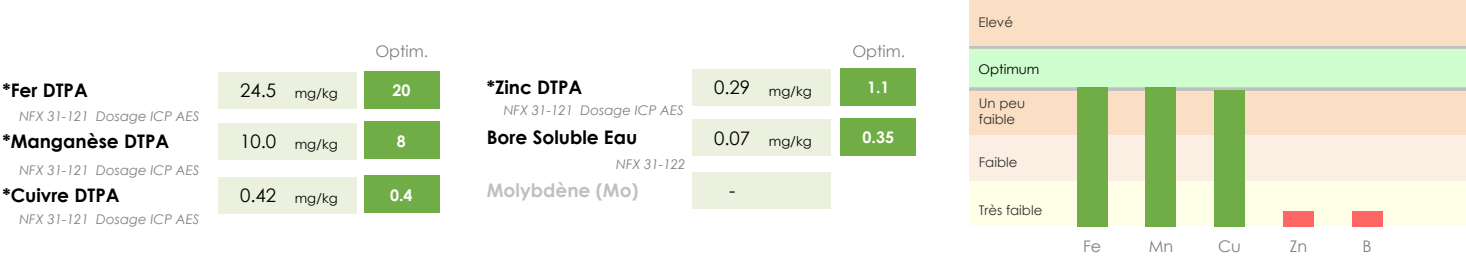 Optim.
*Fer DTPA 24.5 mg/kg 20
NFX 31-121 Dosage ICP AES
*Manganèse DTPA 10.0 mg/kg 8
NFX 31-121 Dosage ICP AES
*Cuivre DTPA 0.42 mg/kg 0.4
NFX 31-121 Dosage ICP AES
Optim.
*Zinc DTPA 0.29 mg/kg 1.1
NFX 31-121 Dosage ICP AES
Bore Soluble Eau 0.07 mg/kg 0.35
NFX 31-122
Molybdène (Mo) -
Elevé
Optimum
Un peu
faible
Faible
Très faible
Fe Mn Cu Zn B